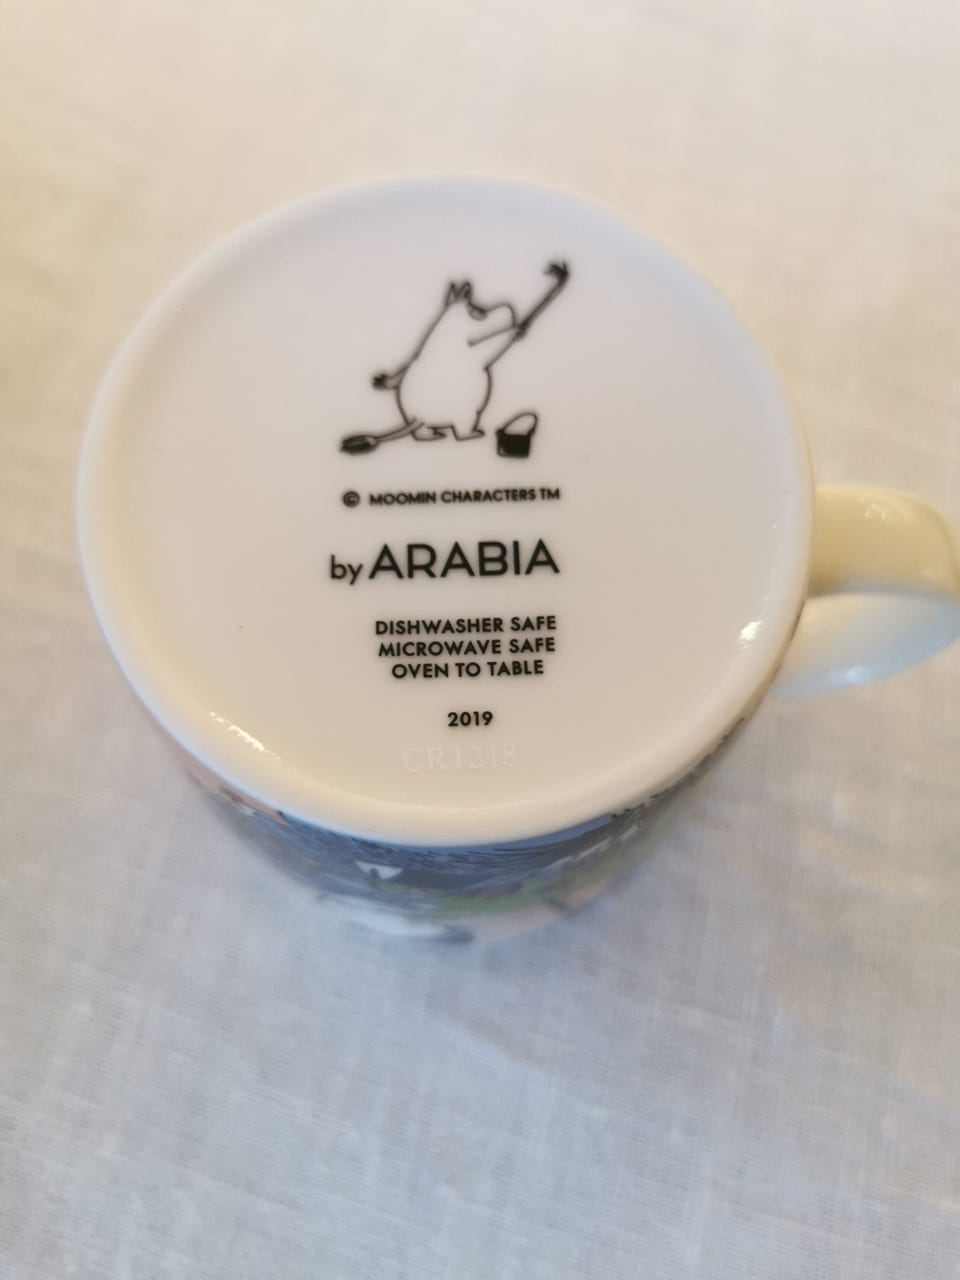 © MOOMIN CHARACTERS TM
by ARABIA
DISHWASHER SAFE
MICROWAVE SAFE
OVEN TO TABLE
2019
CR1218